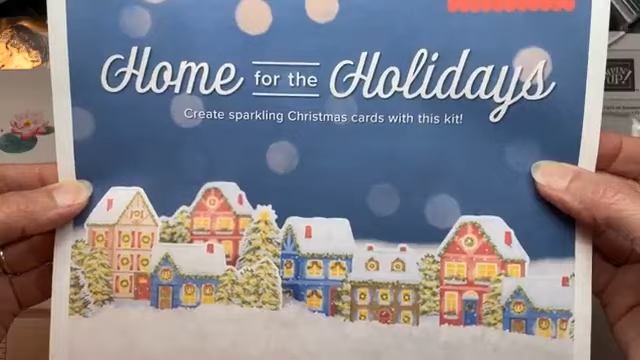 Home for the Holidays
Create sparkling Christmas cards with this kit!